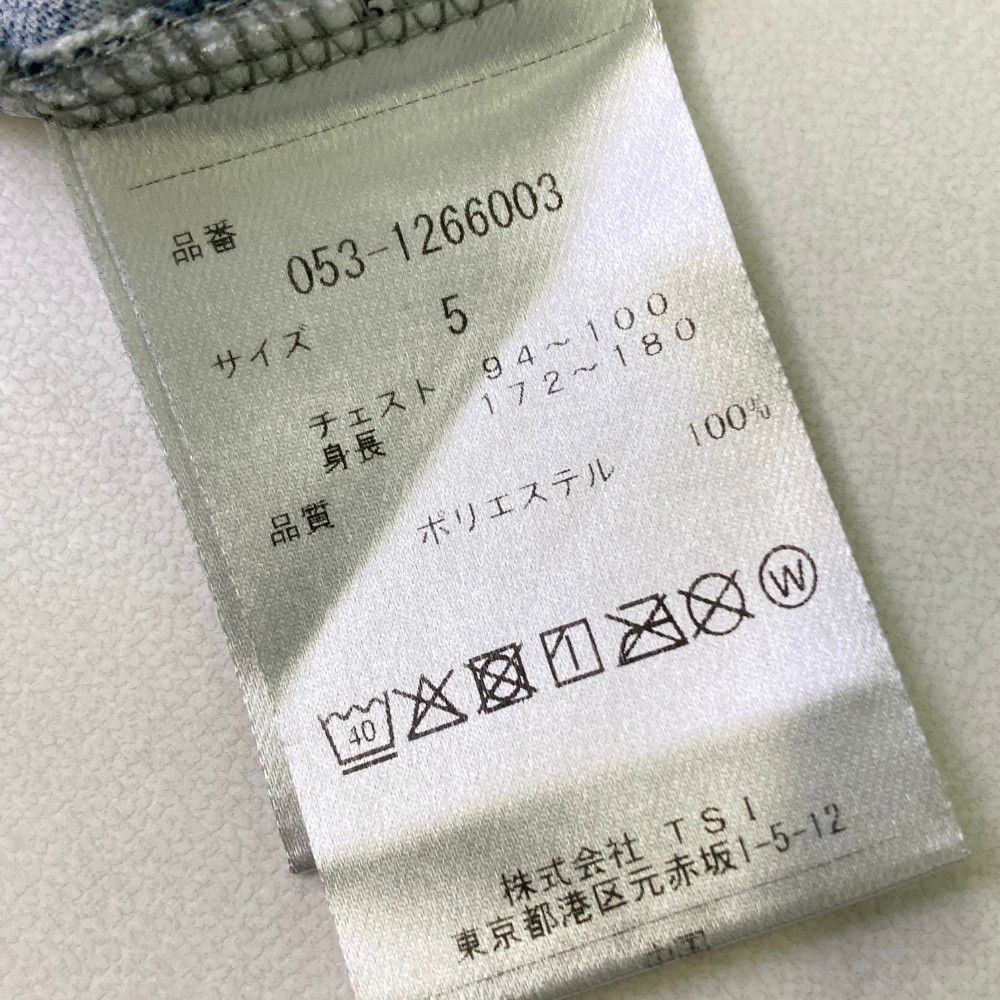 品番 053-1266003
サイズ 5
チェスト 94～100
身長 172～180
品質 ポリエステル 100%
40
W
株式会社 TSI
東京都港区元赤坂1-5-12